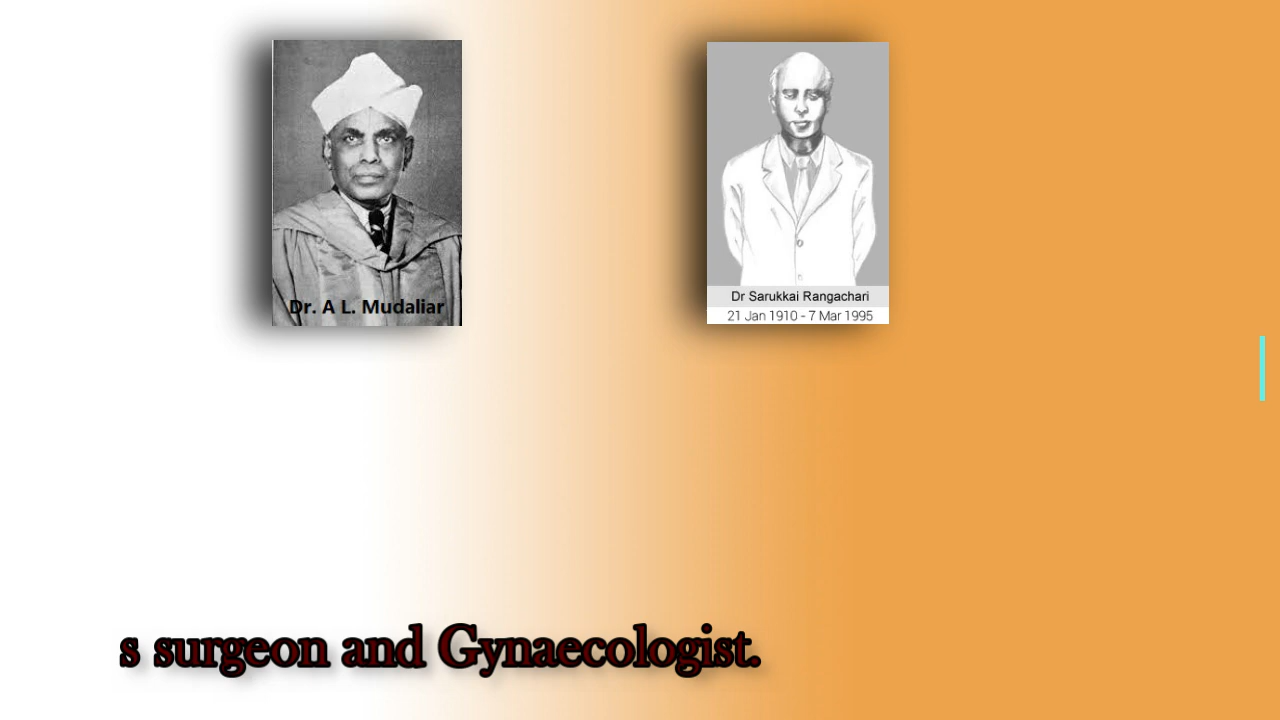 Dr. A L. Mudaliar
Dr Sarukkai Rangachari
21 Jan 1910 - 7 Mar 1995
s surgeon and Gynaecologist.